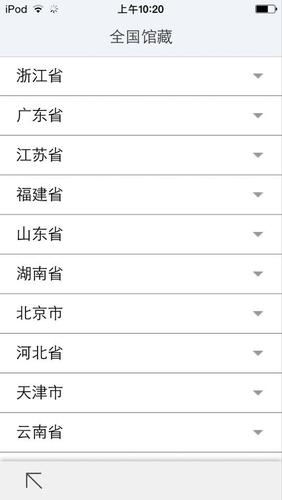 iPod 上午10:20
全国馆藏
浙江省
广东省
江苏省
福建省
山东省
湖南省
北京市
河北省
天津市
云南省